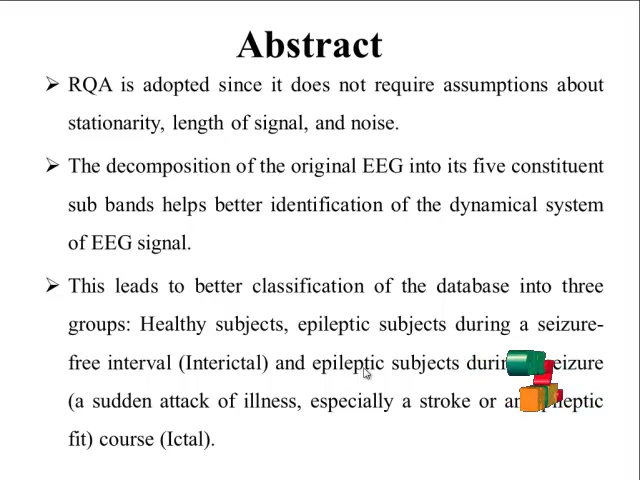 Abstract
➢ RQA is adopted since it does not require assumptions about
stationarity, length of signal, and noise.
➢ The decomposition of the original EEG into its five constituent
sub bands helps better identification of the dynamical system
of EEG signal.
➢ This leads to better classification of the database into three
groups: Healthy subjects, epileptic subjects during a seizure-
free interval (Interictal) and epileptic subjects
(a sudden attack of illness, especially a stroke or
fit) course (Ictal).